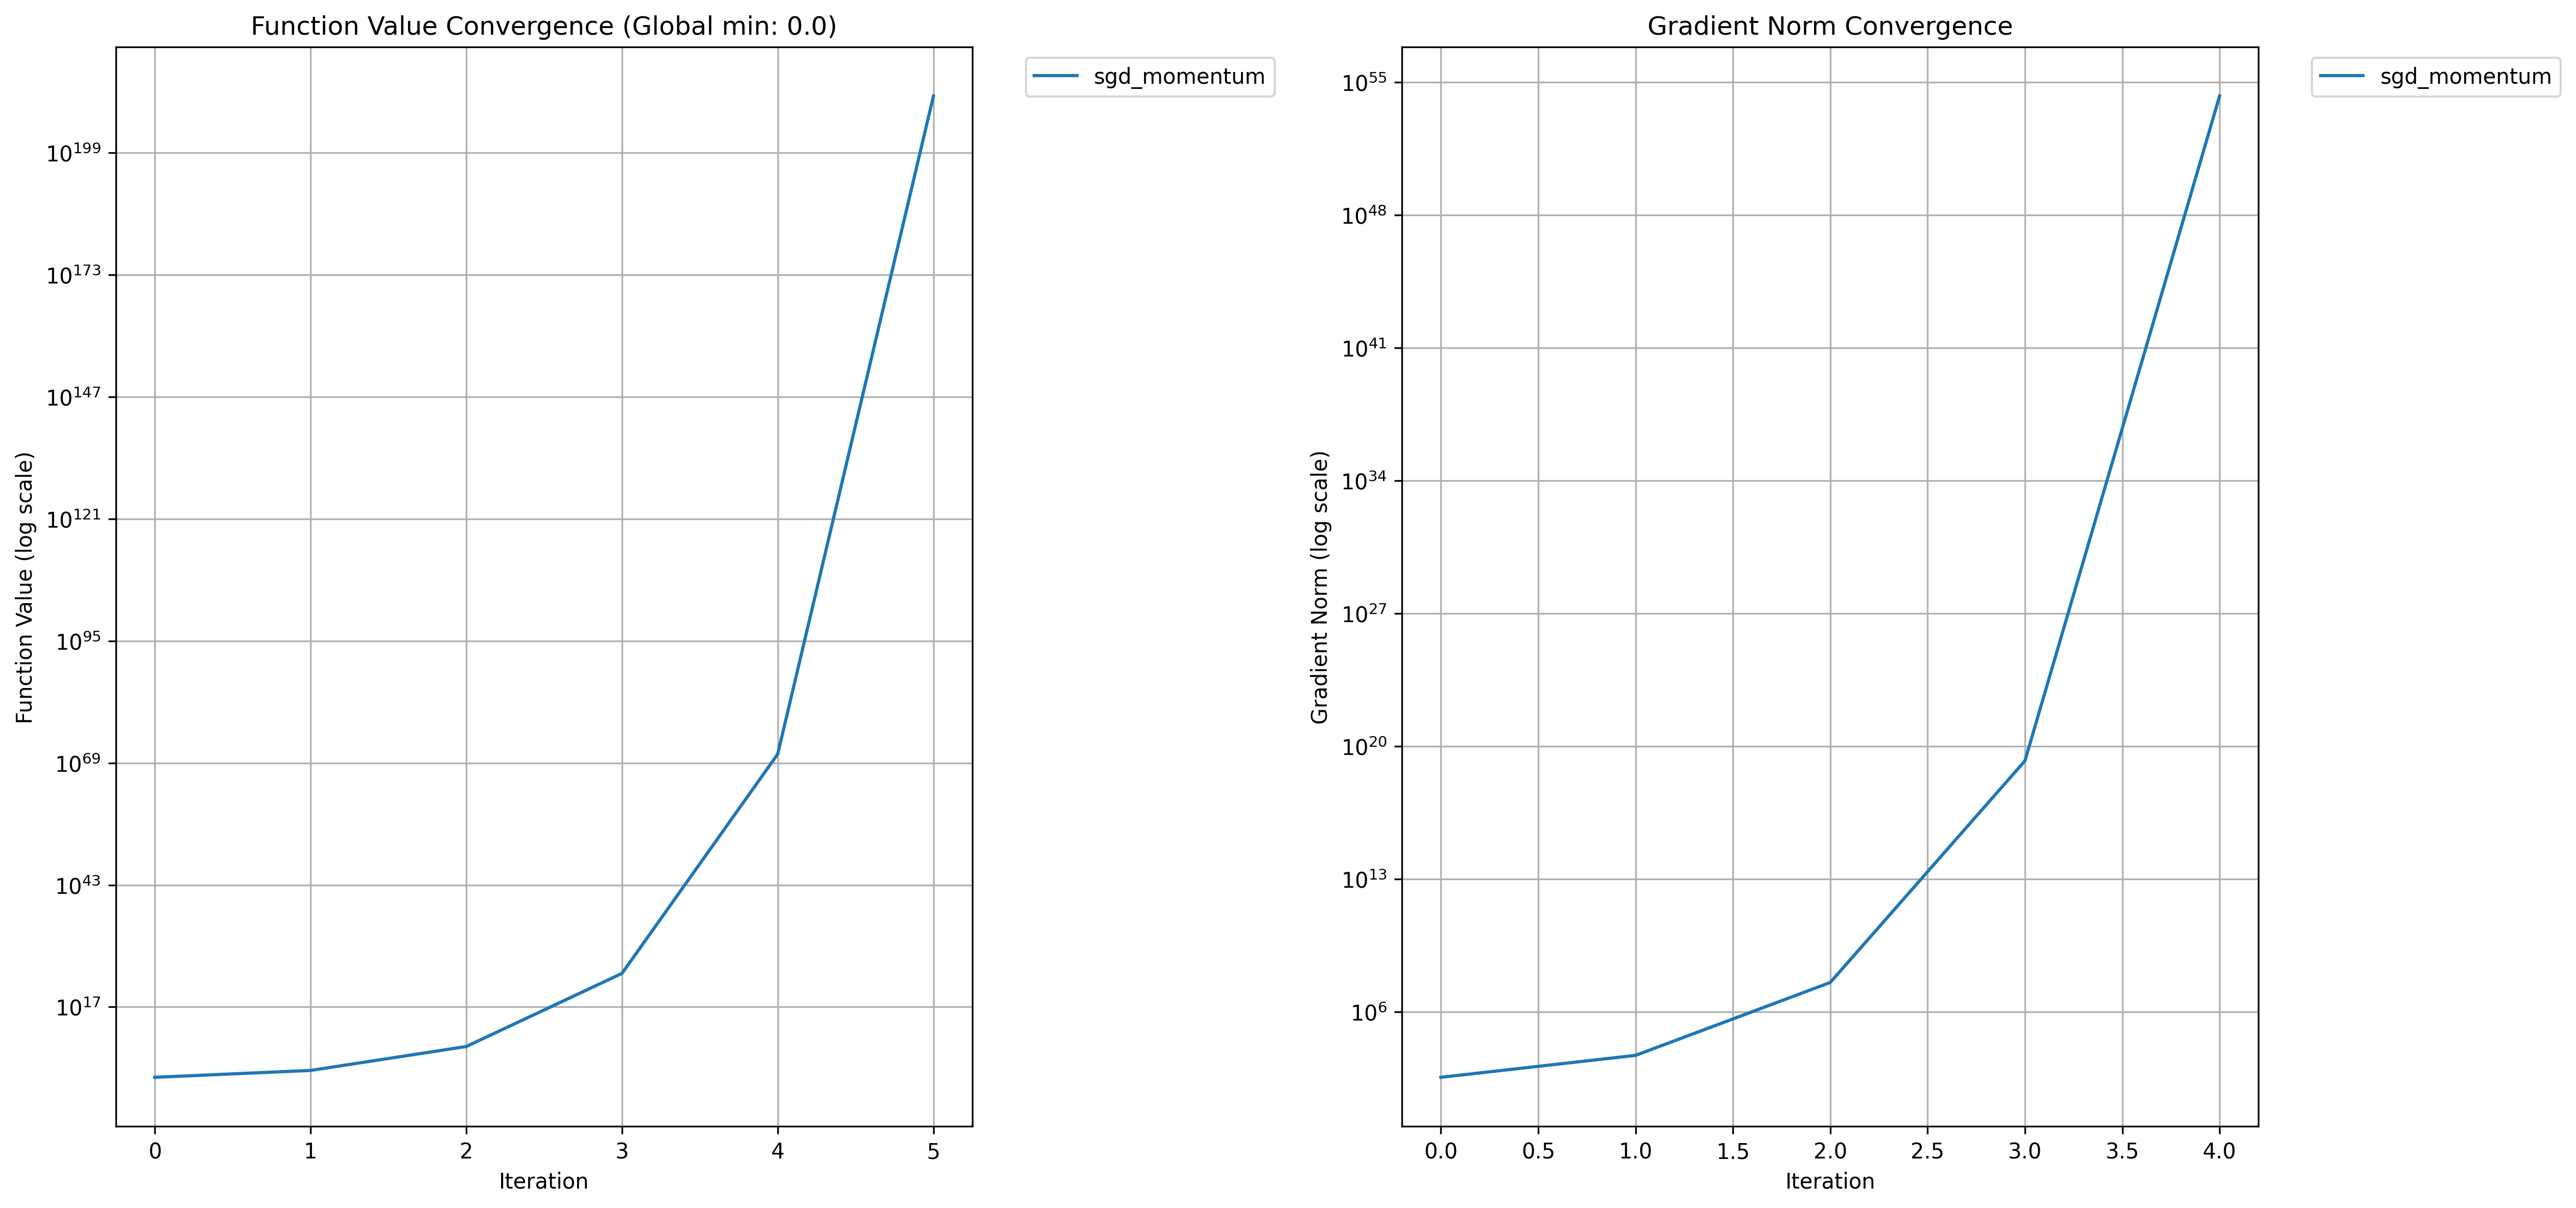 Function Value Convergence (Global min: 0.0)
sgd_momentum
Function Value (log scale)
10^199
10^173
10^147
10^121
10^95
10^69
10^43
10^17
0 1 2 3 4 5
Iteration
Gradient Norm Convergence
sgd_momentum
Gradient Norm (log scale)
10^55
10^48
10^41
10^34
10^27
10^20
10^13
10^6
0.0 0.5 1.0 1.5 2.0 2.5 3.0 3.5 4.0
Iteration